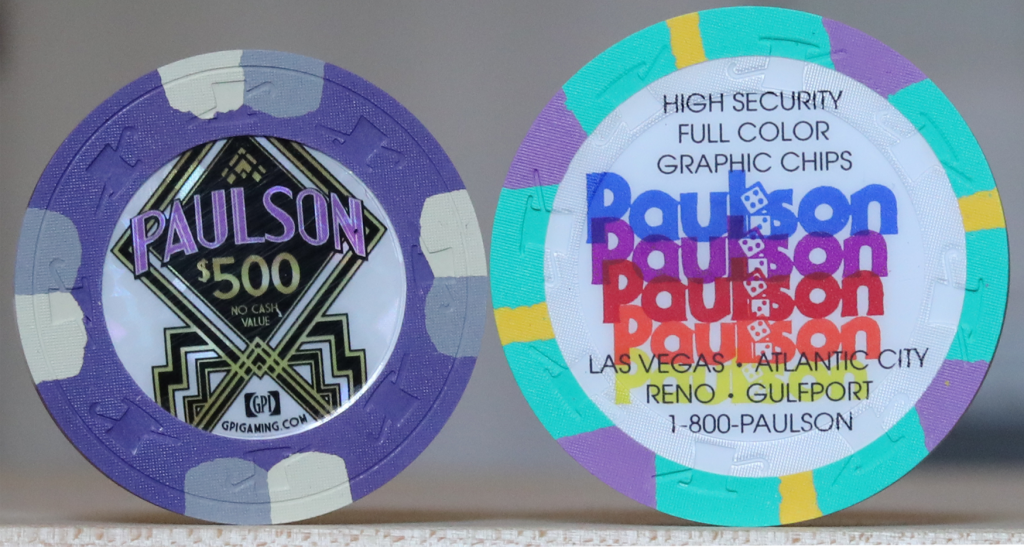 PAULSON
$500
NO CASH
VALUE
GPI
GPIGAMING.COM
HIGH SECURITY
FULL COLOR
GRAPHIC CHIPS
Paulson
Paulson
Paulson
Paulson
Paulson
LAS VEGAS • ATLANTIC CITY
RENO • GULFPORT
1-800-PAULSON